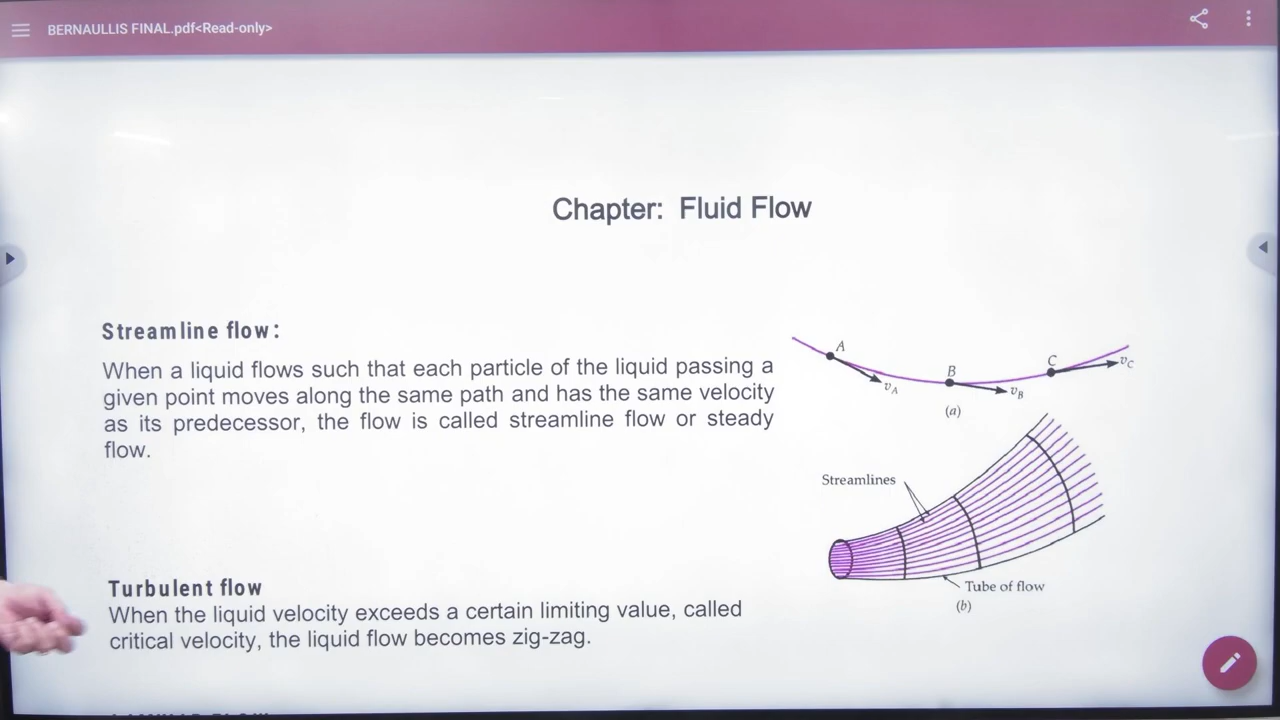 BERNAULLIS FINAL.pdf<Read-only>
Chapter: Fluid Flow
Streamline flow:
When a liquid flows such that each particle of the liquid passing a
given point moves along the same path and has the same velocity
as its predecessor, the flow is called streamline flow or steady
flow.
A
v_A
B
v_B
C
v_C
(a)
Streamlines
Tube of flow
(b)
Turbulent flow
When the liquid velocity exceeds a certain limiting value, called
critical velocity, the liquid flow becomes zig-zag.